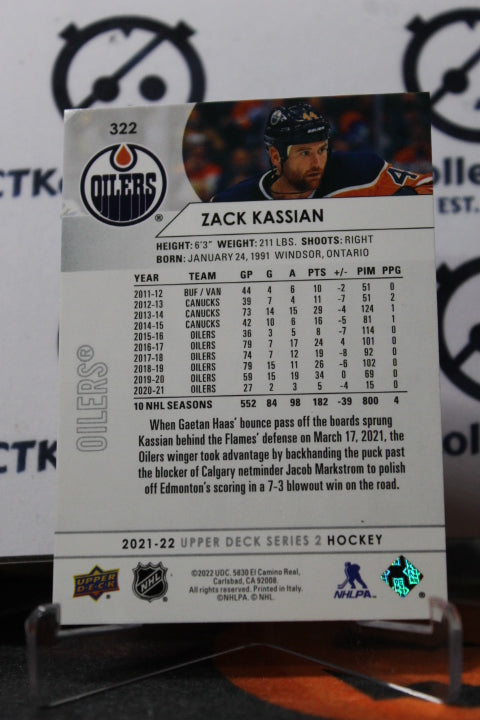 CTK
olle
EST.
322
OILERS
®
4
ZACK KASSIAN
HEIGHT: 6'3" WEIGHT: 211 LBS. SHOOTS: RIGHT
BORN: JANUARY 24, 1991 WINDSOR, ONTARIO
YEAR TEAM GP G A PTS +/- PIM PPG
2011-12 BUF / VAN 44 4 6 10 -2 51 0
2012-13 CANUCKS 39 7 4 11 -7 51 2
2013-14 CANUCKS 73 14 15 29 -4 124 1
2014-15 CANUCKS 42 10 6 16 -5 81 1
2015-16 OILERS 36 3 5 8 -7 114 0
2016-17 OILERS 79 7 17 24 4 101 0
2017-18 OILERS 74 7 12 19 -8 92 0
2018-19 OILERS 79 15 11 26 -6 102 0
2019-20 OILERS 59 15 19 34 0 69 0
2020-21 OILERS 27 2 3 5 -4 15 0
10 NHL SEASONS 552 84 98 182 -39 800 4
OILERS®
When Gaetan Haas' bounce pass off the boards sprung
Kassian behind the Flames' defense on March 17, 2021, the
Oilers winger took advantage by backhanding the puck past
the blocker of Calgary netminder Jacob Markstrom to polish
off Edmonton's scoring in a 7-3 blowout win on the road.
2021-22 UPPER DECK SERIES 2 HOCKEY
UPPER DECK
NHL
©2022 UDC. 5830 El Camino Real,
Carlsbad, CA 92008.
All rights reserved. Printed in Italy.
©NHLPA. © NHL.
NHLPA
®